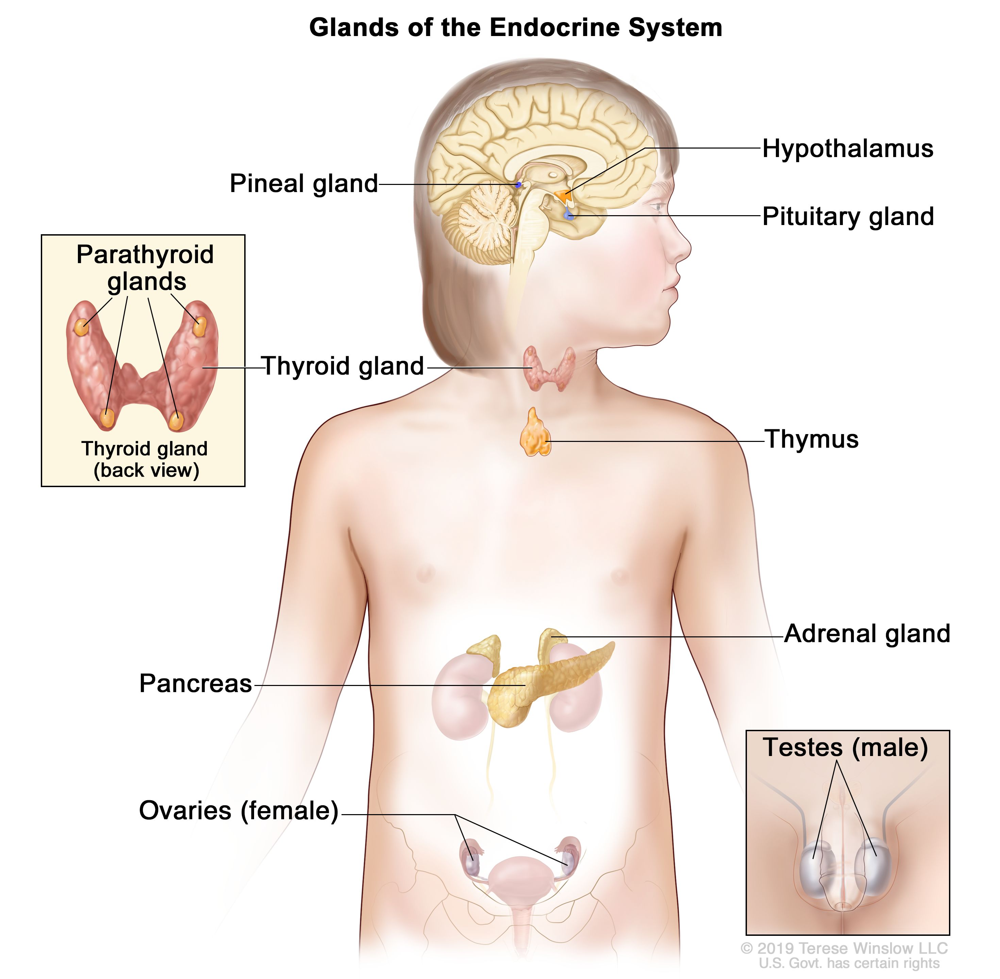 Glands of the Endocrine System
Hypothalamus
Pineal gland
Pituitary gland
Parathyroid
glands
Thyroid gland
Thyroid gland
(back view)
Thymus
Adrenal gland
Pancreas
Testes (male)
Ovaries (female)
© 2019 Terese Winslow LLC
U.S. Govt. has certain rights